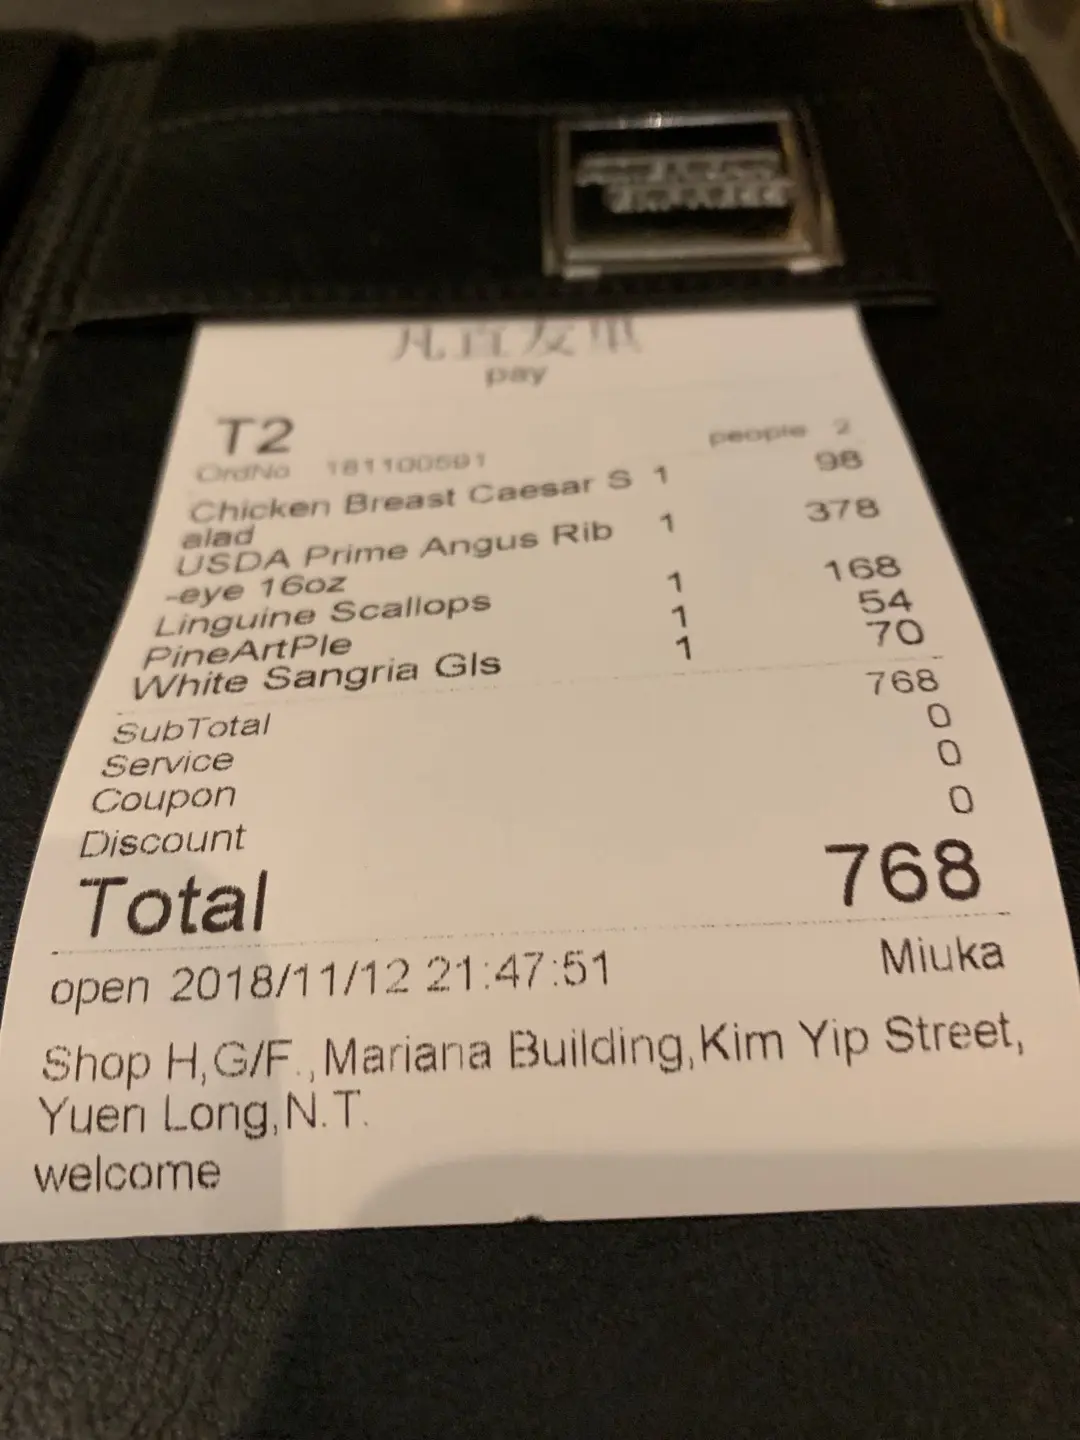 pay
T2
people 2
OrdNo 181100591
Chicken Breast Caesar S 1 98
alad
USDA Prime Angus Rib 1 378
-eye 16oz
Linguine Scallops 1 168
PineArtPle 1 54
White Sangria Gls 1 70
SubTotal 768
Service 0
Coupon 0
Discount 0
Total 768
open 2018/11/12 21:47:51 Miuka
Shop H,G/F.,Mariana Building,Kim Yip Street,
Yuen Long,N.T.
welcome